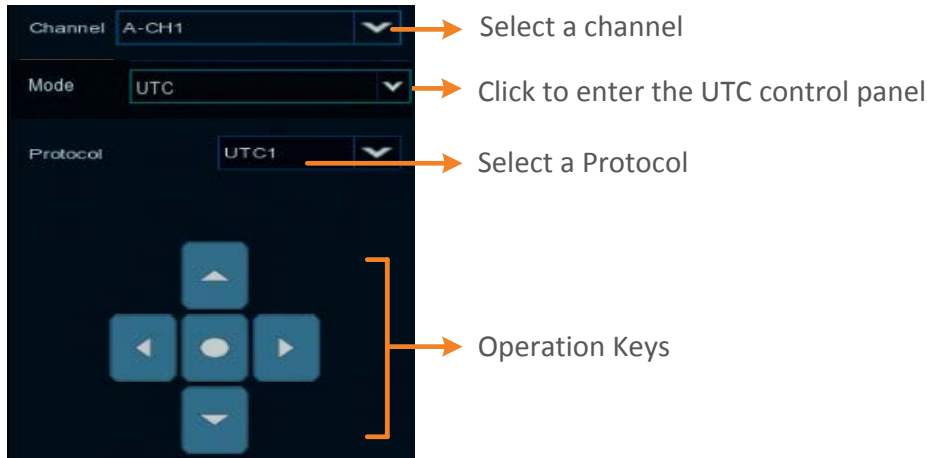 Channel A-CH1 Select a channel
Mode UTC Click to enter the UTC control panel
Protocol UTC1 Select a Protocol
Operation Keys